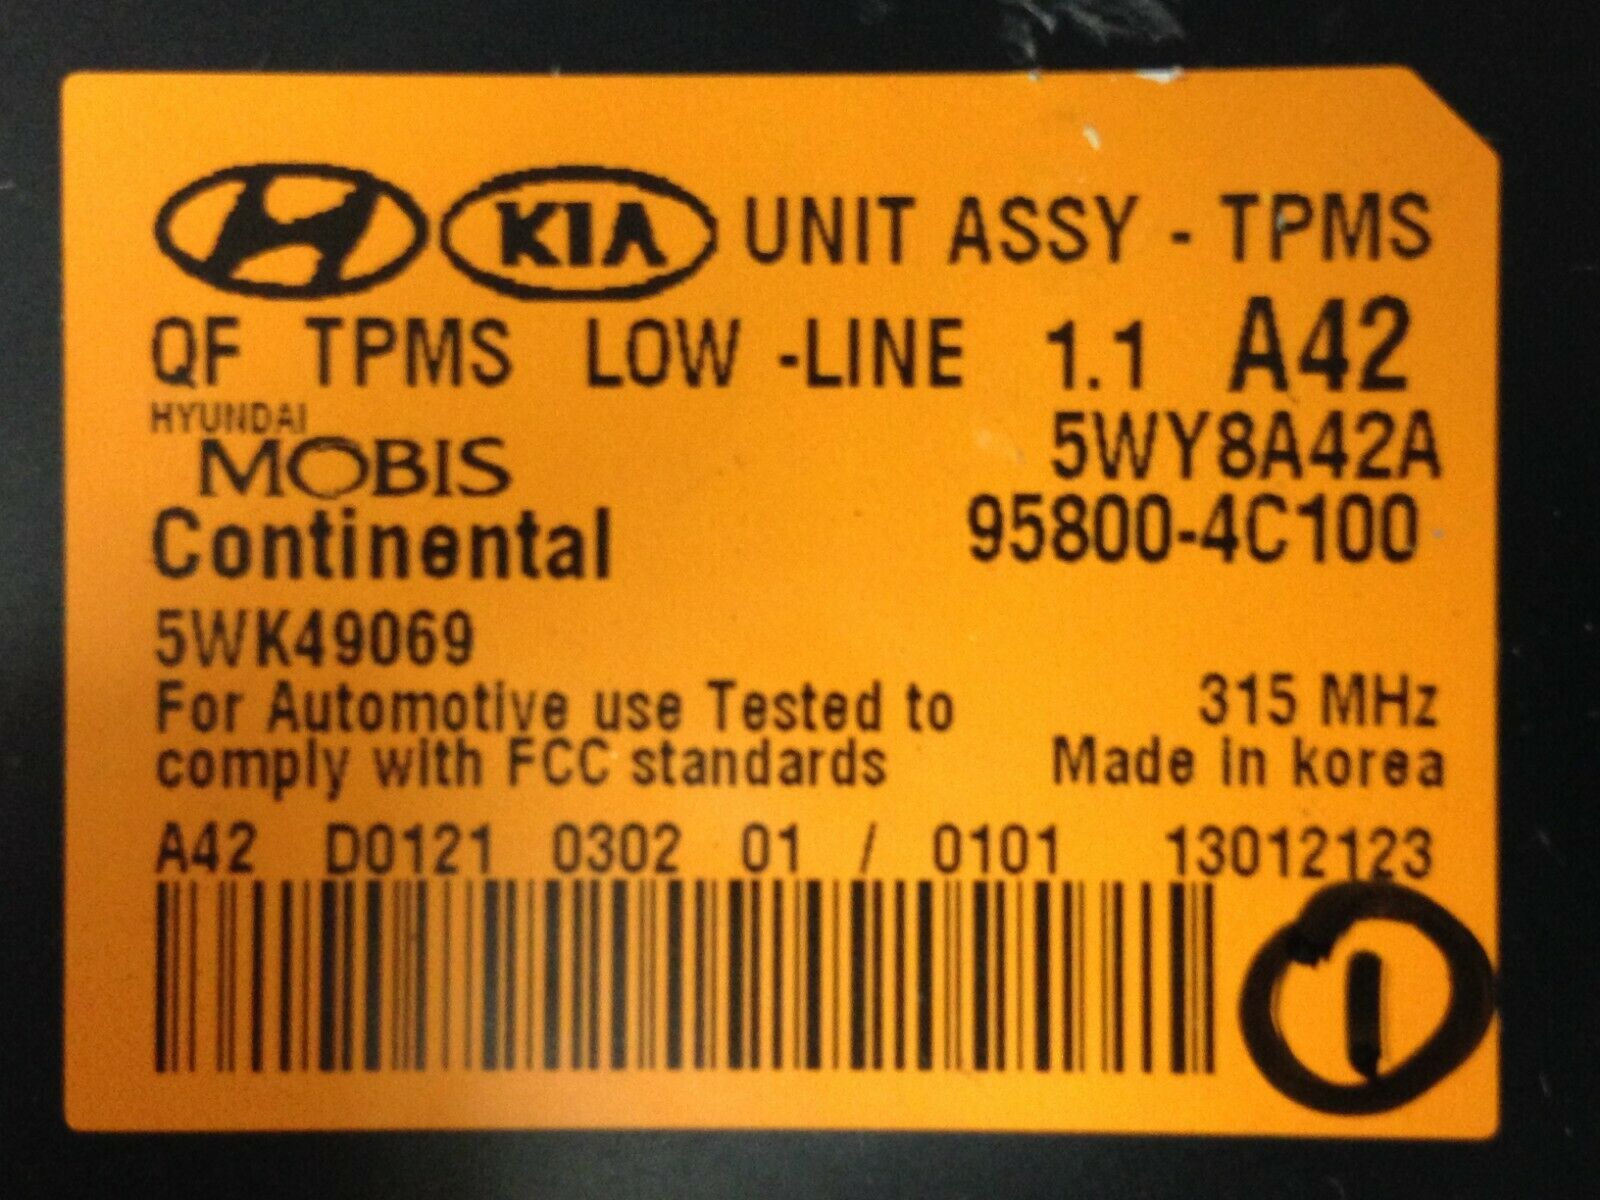 KIA UNIT ASSY - TPMS
QF TPMS LOW -LINE 1.1 A42
HYUNDAI 5WY8A42A
MOBIS
Continental 95800-4C100
5WK49069
For Automotive use Tested to 315 MHz
comply with FCC standards Made in korea
A42 D0121 0302 01 / 0101 13012123
1